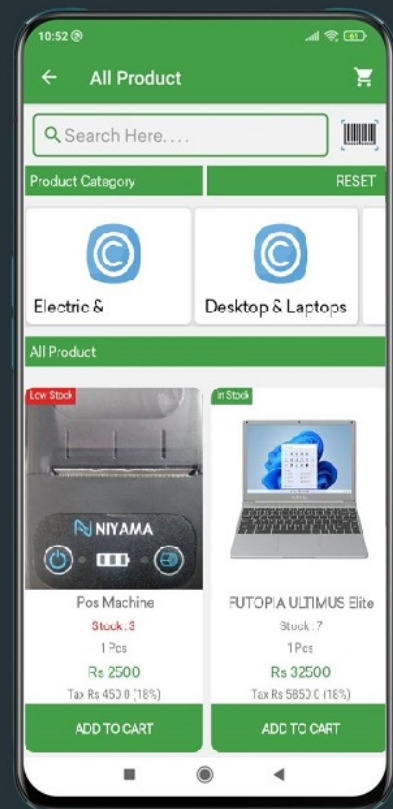 10:52
61
All Product
Search Here....
Product Category
RESET
Electric &
Desktop & Laptops
All Product
Low Stock
In Stock
NIYAMA
Pos Machine
FUTOPIA ULTIMUS Elite
Stock : 3
Stock : 7
1 Pcs
1 Pcs
Rs 2500
Rs 32500
Tax Rs 450.0 (18%)
Tax Rs 5850.0 (18%)
ADD TO CART
ADD TO CART